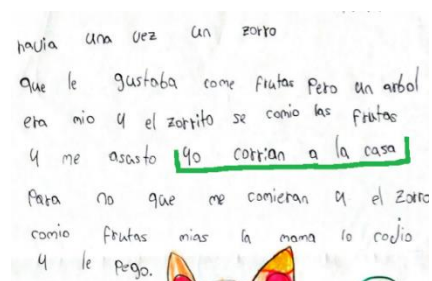 havia una vez un zorro
que le gustaba come frutas Pero un arbol
era mio y el zorrito se comio las frutas
y me asusto yo corrian a la casa
Para no que me comieran y el zorro
comio frutas mias la mama lo codio
y le Pego.